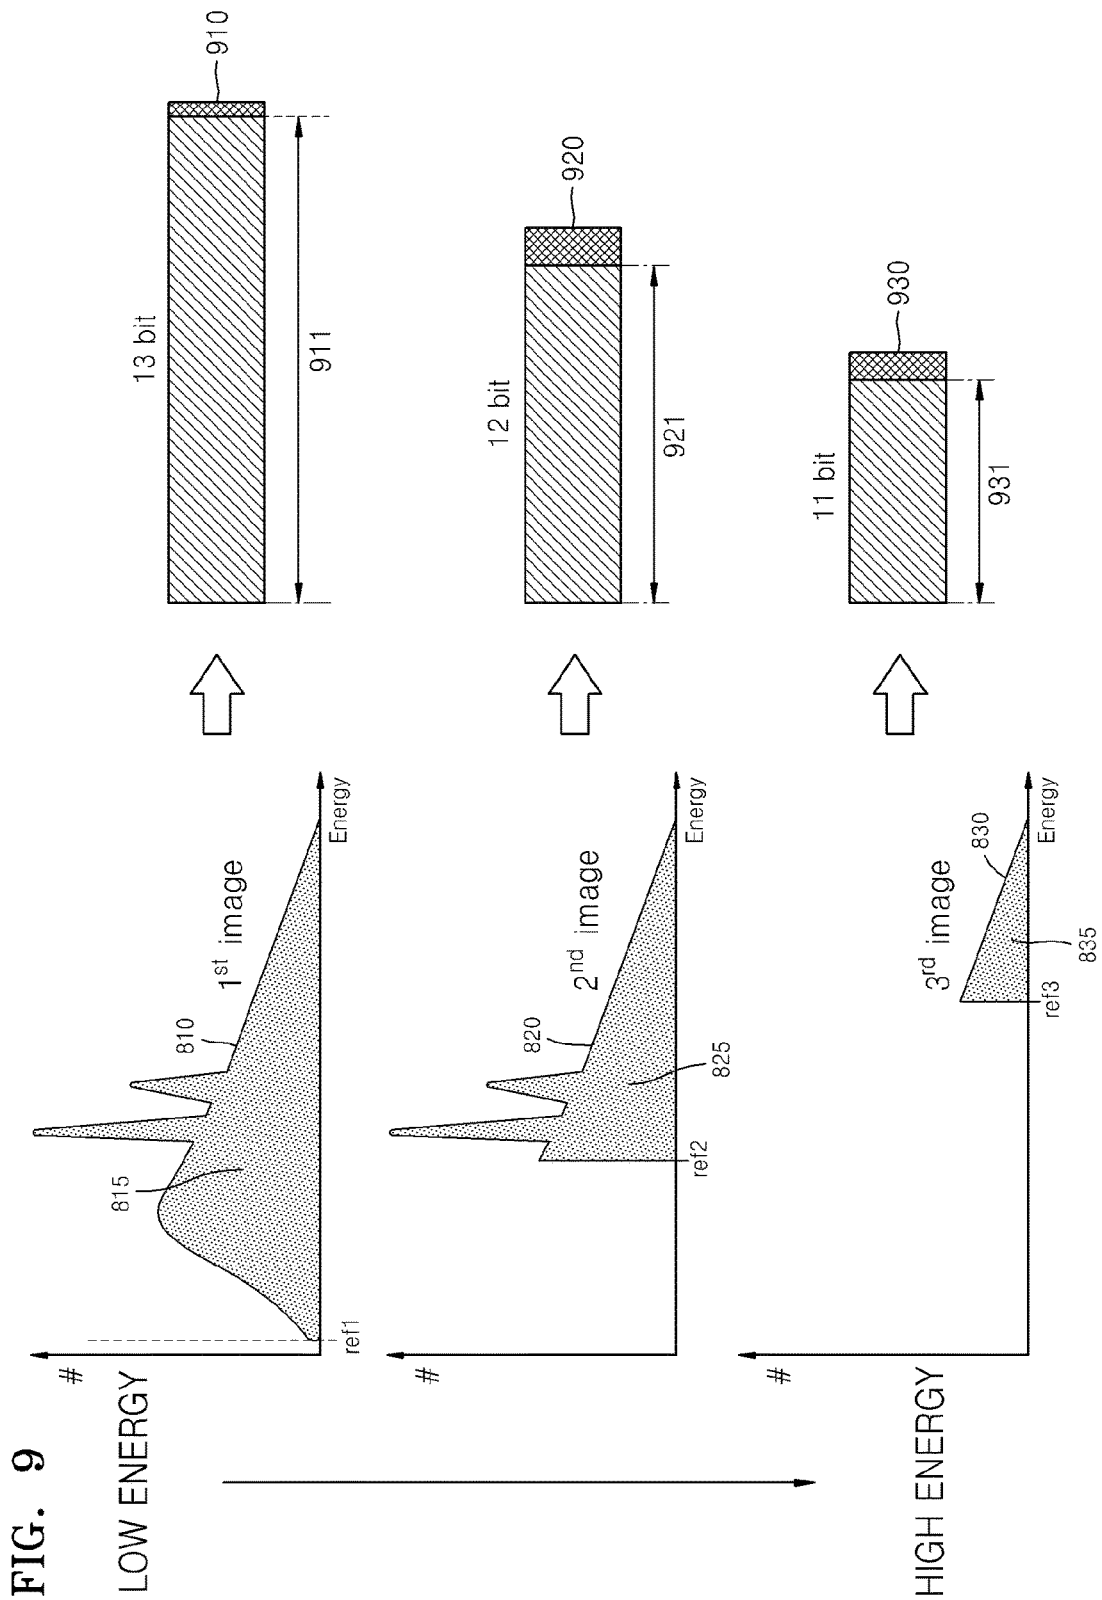 FIG. 9
LOW ENERGY
#
815
810
1st image
ref1
Energy
13 bit
910
911
#
820
2nd image
825
ref2
Energy
12 bit
920
921
HIGH ENERGY
#
3rd image
830
835
ref3
Energy
11 bit
930
931